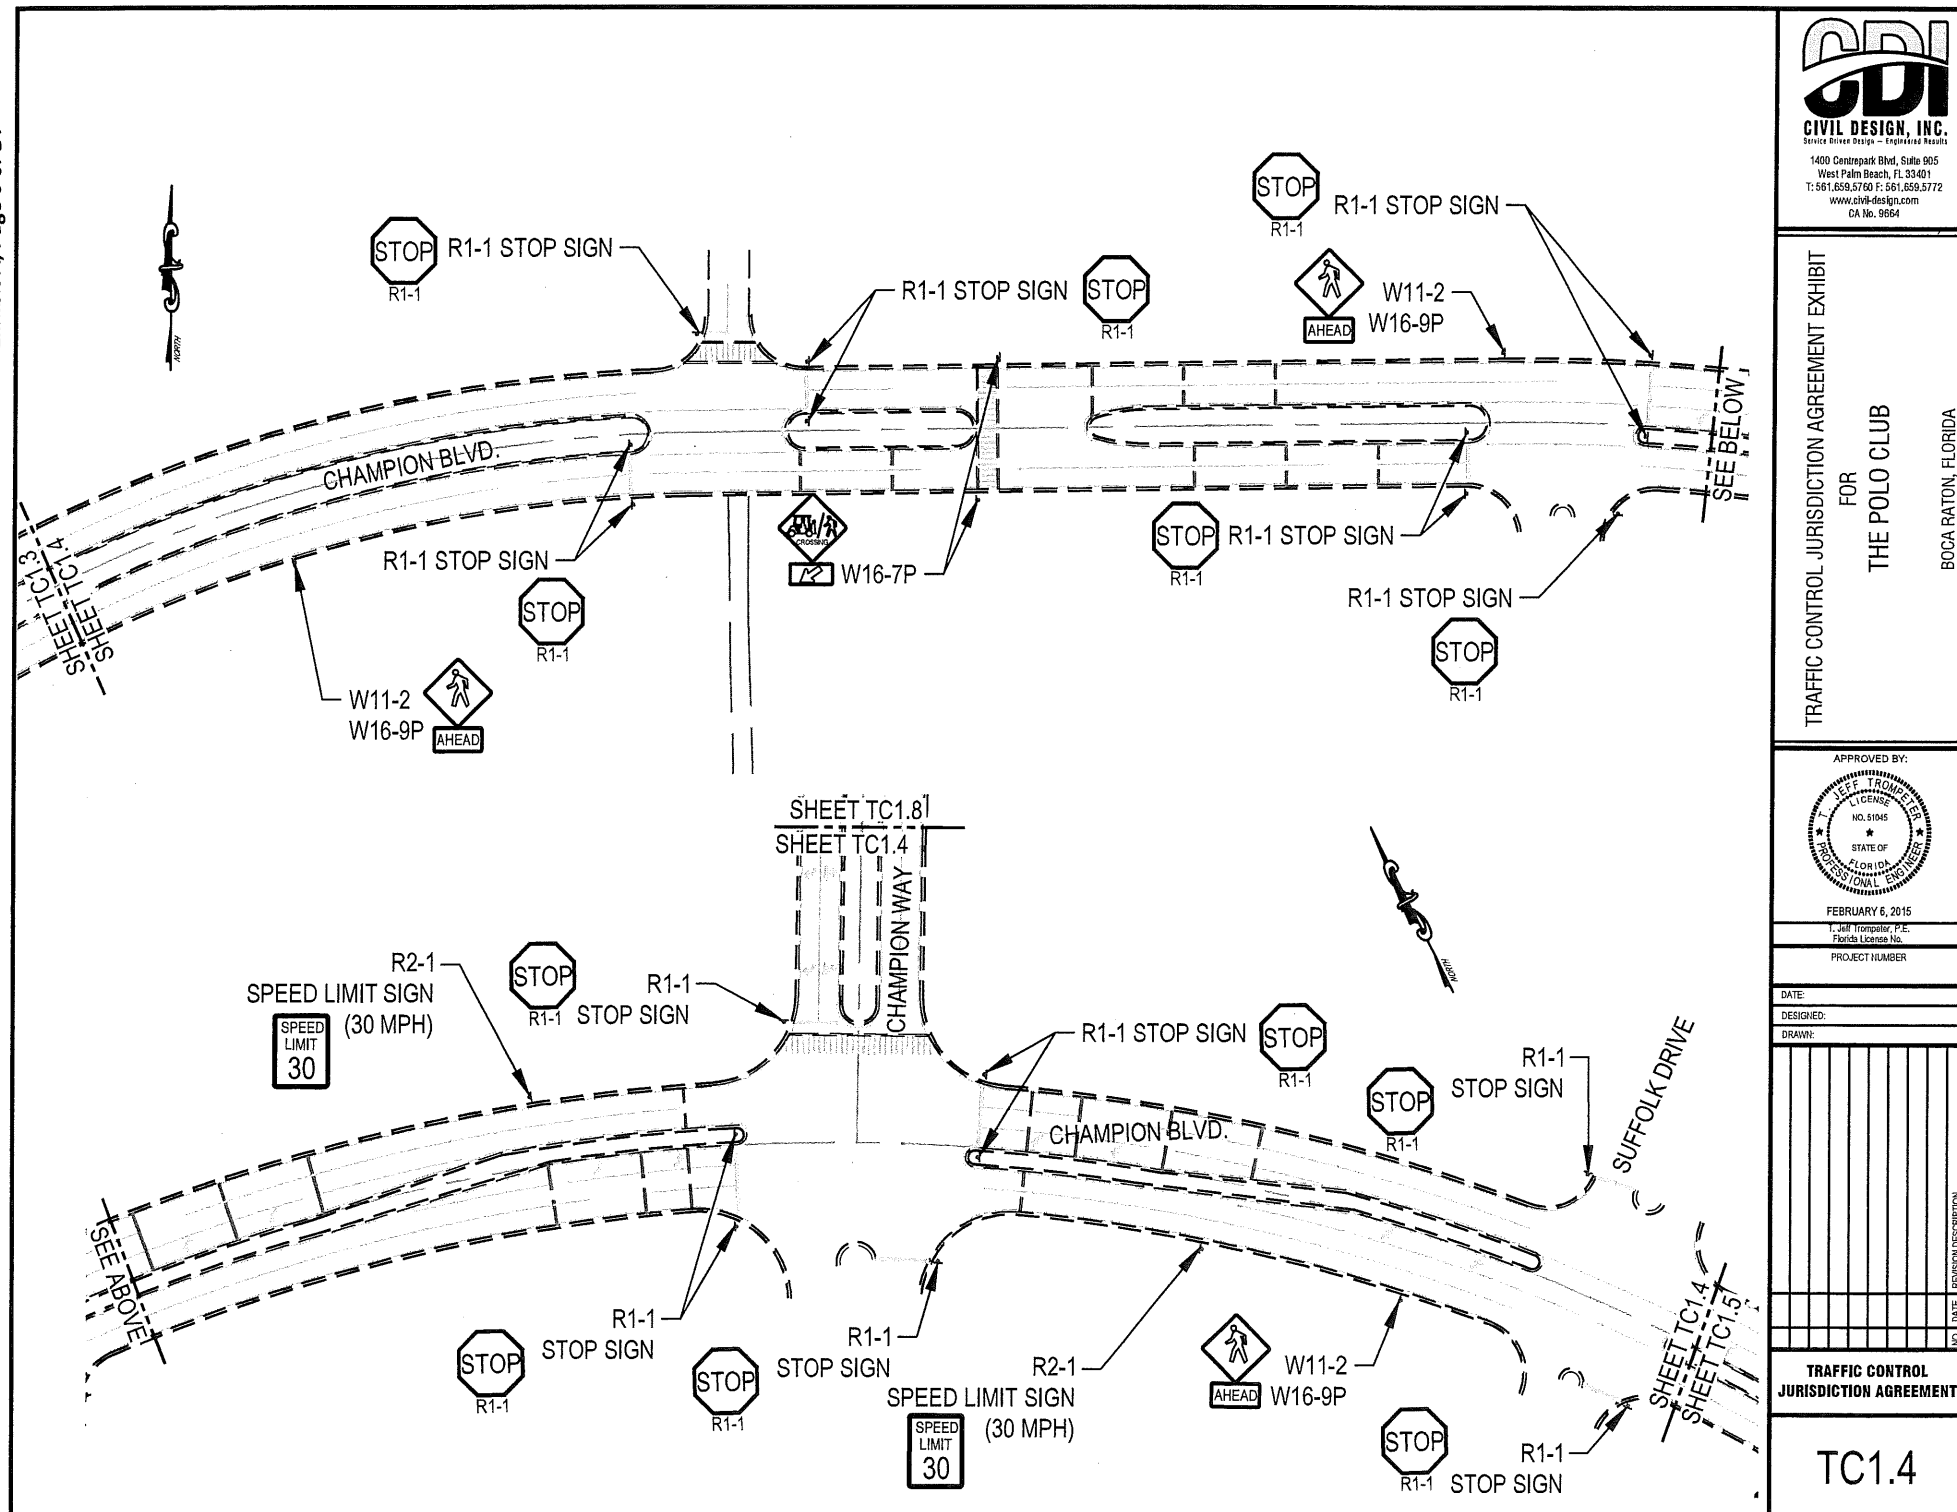 STOP
R1-1
R1-1 STOP SIGN
R1-1 STOP SIGN
STOP
R1-1
STOP
R1-1
R1-1 STOP SIGN
W11-2
W16-9P
AHEAD
NORTH
CHAMPION BLVD.
SEE BELOW
SHEET TC1.3
SHEET TC1.4
R1-1 STOP SIGN
STOP
R1-1
CROSSING
W16-7P
STOP
R1-1
R1-1 STOP SIGN
R1-1 STOP SIGN
STOP
R1-1
W11-2
W16-9P
AHEAD
SHEET TC1.8
SHEET TC1.4
CHAMPION WAY
NORTH
R2-1
SPEED LIMIT SIGN
(30 MPH)
SPEED
LIMIT
30
STOP
R1-1
R1-1
STOP SIGN
R1-1 STOP SIGN
STOP
R1-1
STOP
R1-1
R1-1
STOP SIGN
SUFFOLK DRIVE
CHAMPION BLVD.
SEE ABOVE
STOP
R1-1
R1-1
STOP SIGN
STOP
R1-1
R1-1
STOP SIGN
R2-1
SPEED LIMIT SIGN
(30 MPH)
SPEED
LIMIT
30
AHEAD
W11-2
W16-9P
STOP
R1-1
R1-1
STOP SIGN
SHEET TC1.4
SHEET TC1.5
CDI
CIVIL DESIGN, INC.
Service Driven Design – Engineered Results
1400 Centrepark Blvd, Suite 905
West Palm Beach, FL 33401
T: 561.659.5760 F: 561.659.5772
www.civil-design.com
CA No. 9664
TRAFFIC CONTROL JURISDICTION AGREEMENT EXHIBIT
FOR
THE POLO CLUB
BOCA RATON, FLORIDA
APPROVED BY:
T. JEFF TROMPETER
LICENSE
NO. 51045
STATE OF
FLORIDA
PROFESSIONAL ENGINEER
FEBRUARY 6, 2015
T. Jeff Trompeter, P.E.
Florida License No.
PROJECT NUMBER
DATE:
DESIGNED:
DRAWN:
NO. DATE REVISION DESCRIPTION
TRAFFIC CONTROL
JURISDICTION AGREEMENT
TC1.4